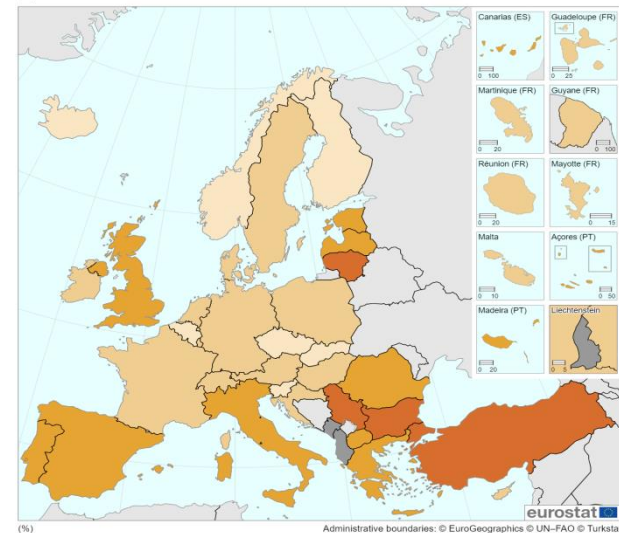 Canarias (ES)
0 100
Guadeloupe (FR)
0 25
Martinique (FR)
0 20
Guyane (FR)
0 100
Réunion (FR)
0 20
Mayotte (FR)
0 15
Malta
0 10
Açores (PT)
0 50
Madeira (PT)
0 20
Liechtenstein
0 5
eurostat
(%)
Administrative boundaries: © EuroGeographics © UN–FAO © Turksta